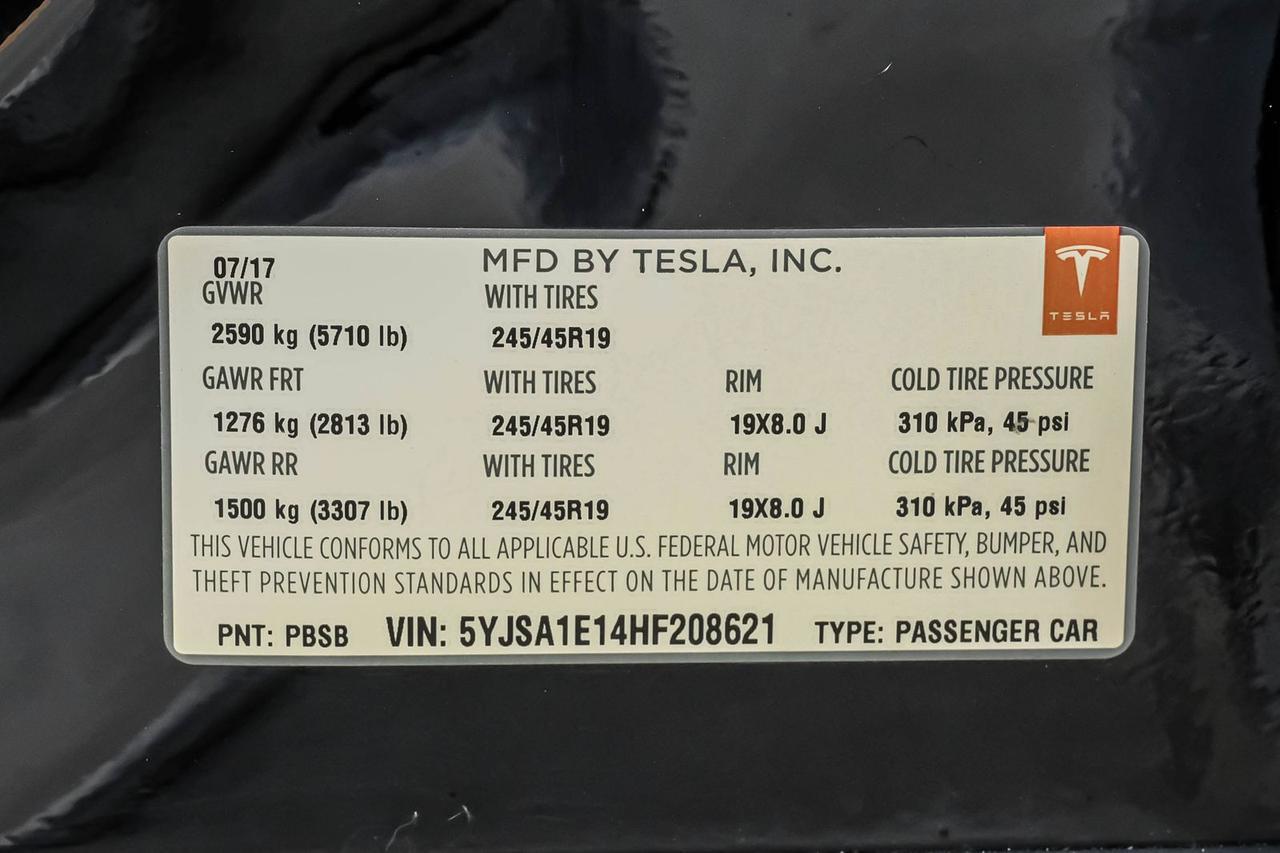 07/17 MFD BY TESLA, INC.
TESLA
GVWR WITH TIRES
2590 kg (5710 lb) 245/45R19
GAWR FRT WITH TIRES RIM COLD TIRE PRESSURE
1276 kg (2813 lb) 245/45R19 19X8.0 J 310 kPa, 45 psi
GAWR RR WITH TIRES RIM COLD TIRE PRESSURE
1500 kg (3307 lb) 245/45R19 19X8.0 J 310 kPa, 45 psi
THIS VEHICLE CONFORMS TO ALL APPLICABLE U.S. FEDERAL MOTOR VEHICLE SAFETY, BUMPER, AND
THEFT PREVENTION STANDARDS IN EFFECT ON THE DATE OF MANUFACTURE SHOWN ABOVE.
PNT: PBSB VIN: 5YJSA1E14HF208621 TYPE: PASSENGER CAR